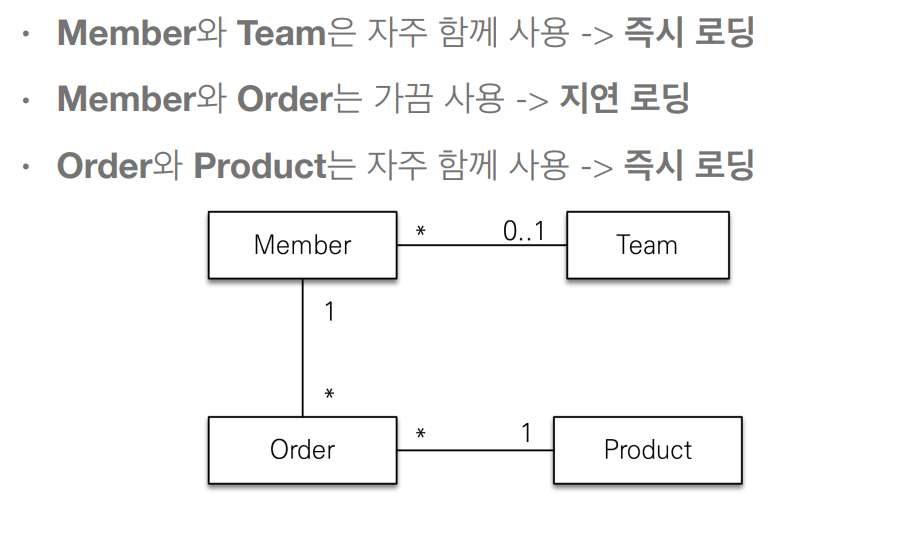 • Member와 Team은 자주 함께 사용 -> 즉시 로딩
• Member와 Order는 가끔 사용 -> 지연 로딩
• Order와 Product는 자주 함께 사용 -> 즉시 로딩
Member * 0..1 Team
1
*
Order * 1 Product